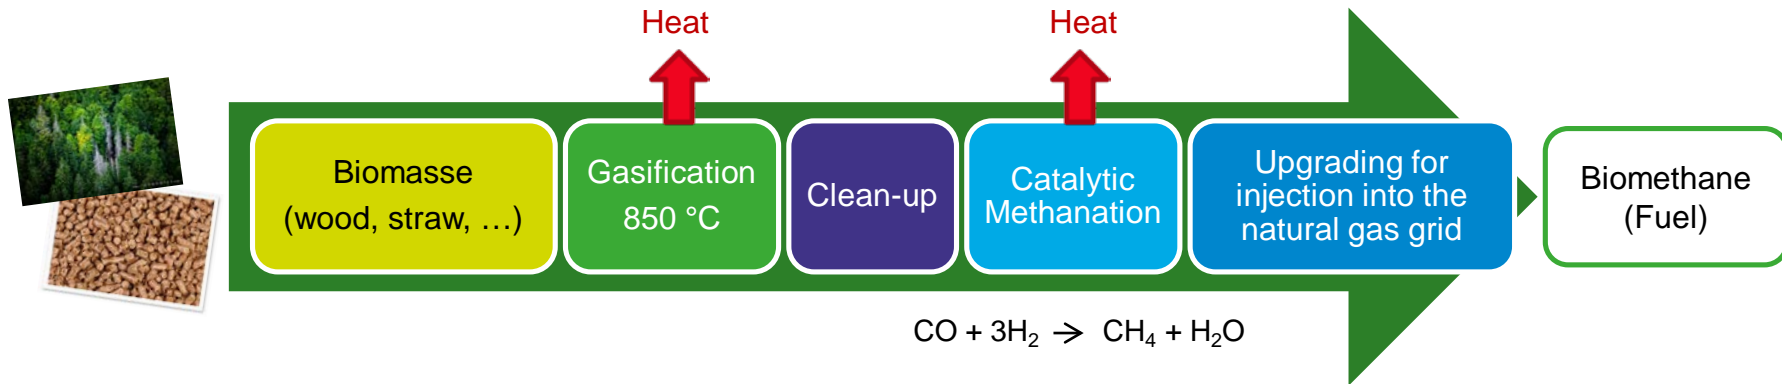 Heat
Heat
Biomasse
(wood, straw, …)
Gasification
850 °C
Clean-up
Catalytic
Methanation
Upgrading for
injection into the
natural gas grid
Biomethane
(Fuel)
CO + 3H₂ → CH₄ + H₂O